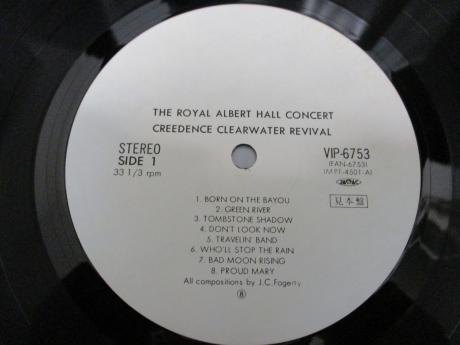 THE ROYAL ALBERT HALL CONCERT
CREEDENCE CLEARWATER REVIVAL
STEREO
SIDE 1
33 1/3 rpm
VIP-6753
(FAN-6753)
(MPF-4501-A)
見本盤
1. BORN ON THE BAYOU
2. GREEN RIVER
3. TOMBSTONE SHADOW
4. DON'T LOOK NOW
5. TRAVELIN' BAND
6. WHO'LL STOP THE RAIN
7. BAD MOON RISING
8. PROUD MARY
All compositions by J.C.Fogerty